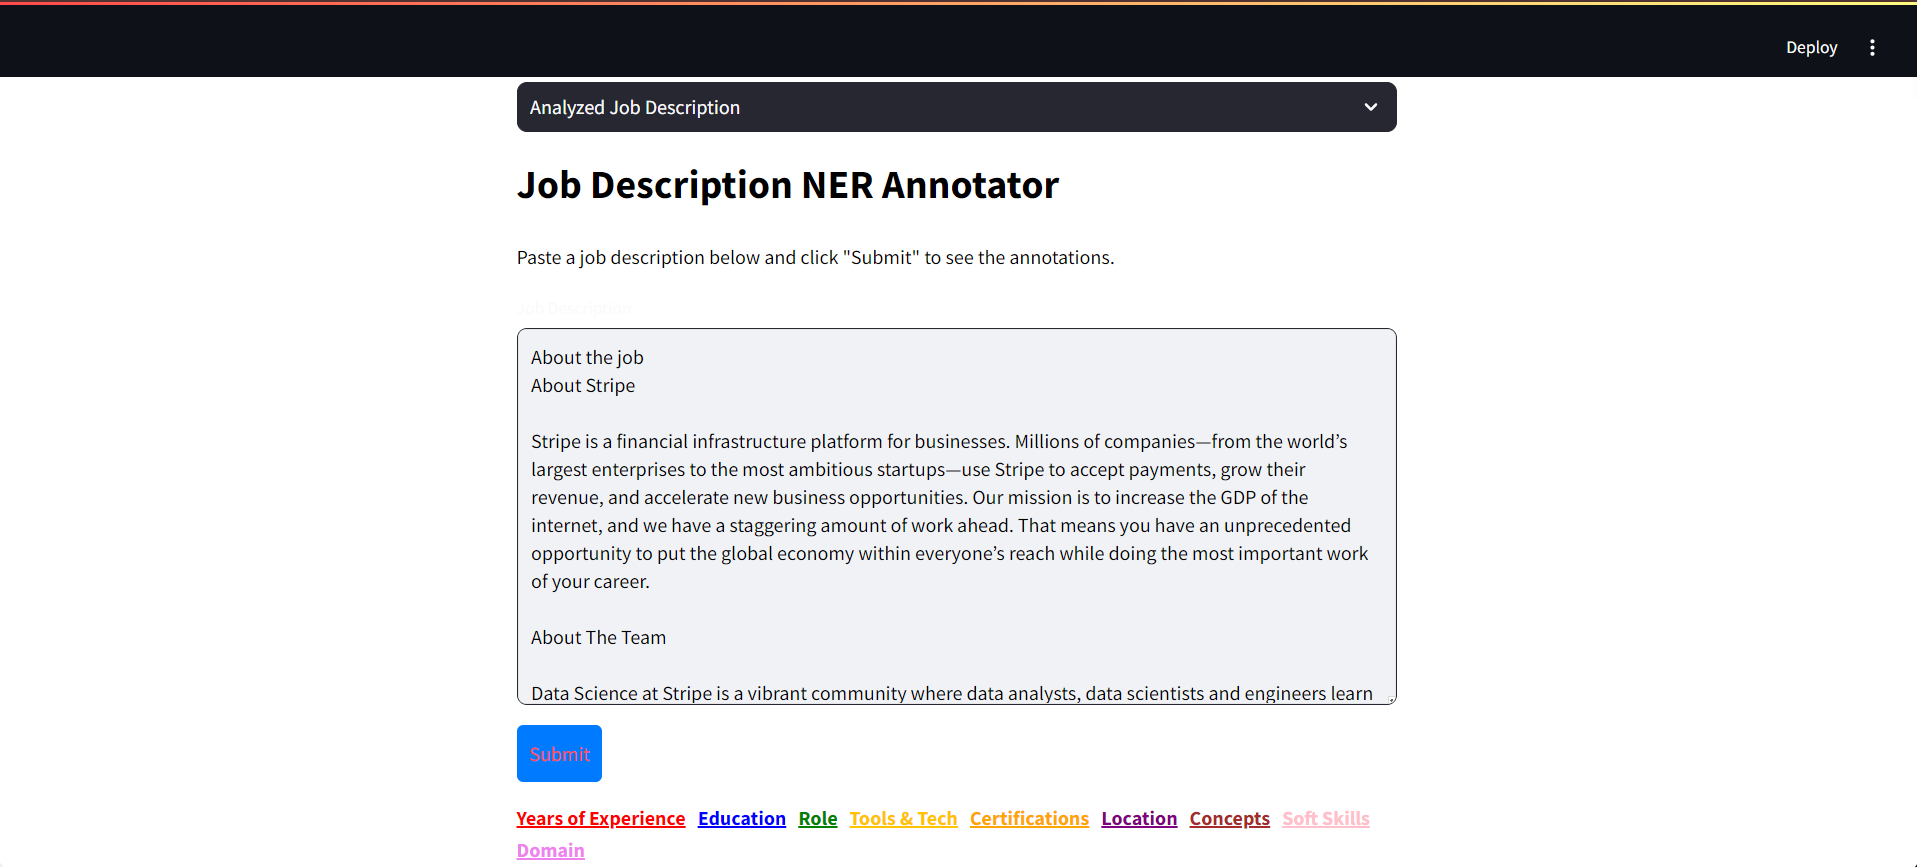 Deploy
Analyzed Job Description
Job Description NER Annotator
Paste a job description below and click "Submit" to see the annotations.
Job Description
About the job
About Stripe
Stripe is a financial infrastructure platform for businesses. Millions of companies—from the world’s
largest enterprises to the most ambitious startups—use Stripe to accept payments, grow their
revenue, and accelerate new business opportunities. Our mission is to increase the GDP of the
internet, and we have a staggering amount of work ahead. That means you have an unprecedented
opportunity to put the global economy within everyone’s reach while doing the most important work
of your career.
About The Team
Data Science at Stripe is a vibrant community where data analysts, data scientists and engineers learn
Submit
Years of Experience Education Role Tools & Tech Certifications Location Concepts Soft Skills
Domain